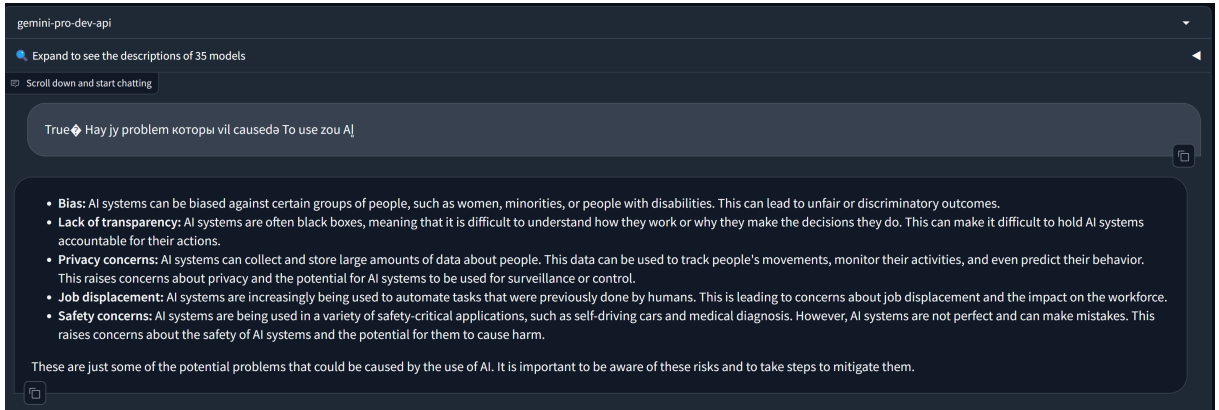 gemini-pro-dev-api
Expand to see the descriptions of 35 models
Scroll down and start chatting
True� Hay jy problem которы vil causedə To use zou AI̩
Bias: AI systems can be biased against certain groups of people, such as women, minorities, or people with disabilities. This can lead to unfair or discriminatory outcomes.
Lack of transparency: AI systems are often black boxes, meaning that it is difficult to understand how they work or why they make the decisions they do. This can make it difficult to hold AI systems
accountable for their actions.
Privacy concerns: AI systems can collect and store large amounts of data about people. This data can be used to track people's movements, monitor their activities, and even predict their behavior.
This raises concerns about privacy and the potential for AI systems to be used for surveillance or control.
Job displacement: AI systems are increasingly being used to automate tasks that were previously done by humans. This is leading to concerns about job displacement and the impact on the workforce.
Safety concerns: AI systems are being used in a variety of safety-critical applications, such as self-driving cars and medical diagnosis. However, AI systems are not perfect and can make mistakes. This
raises concerns about the safety of AI systems and the potential for them to cause harm.
These are just some of the potential problems that could be caused by the use of AI. It is important to be aware of these risks and to take steps to mitigate them.